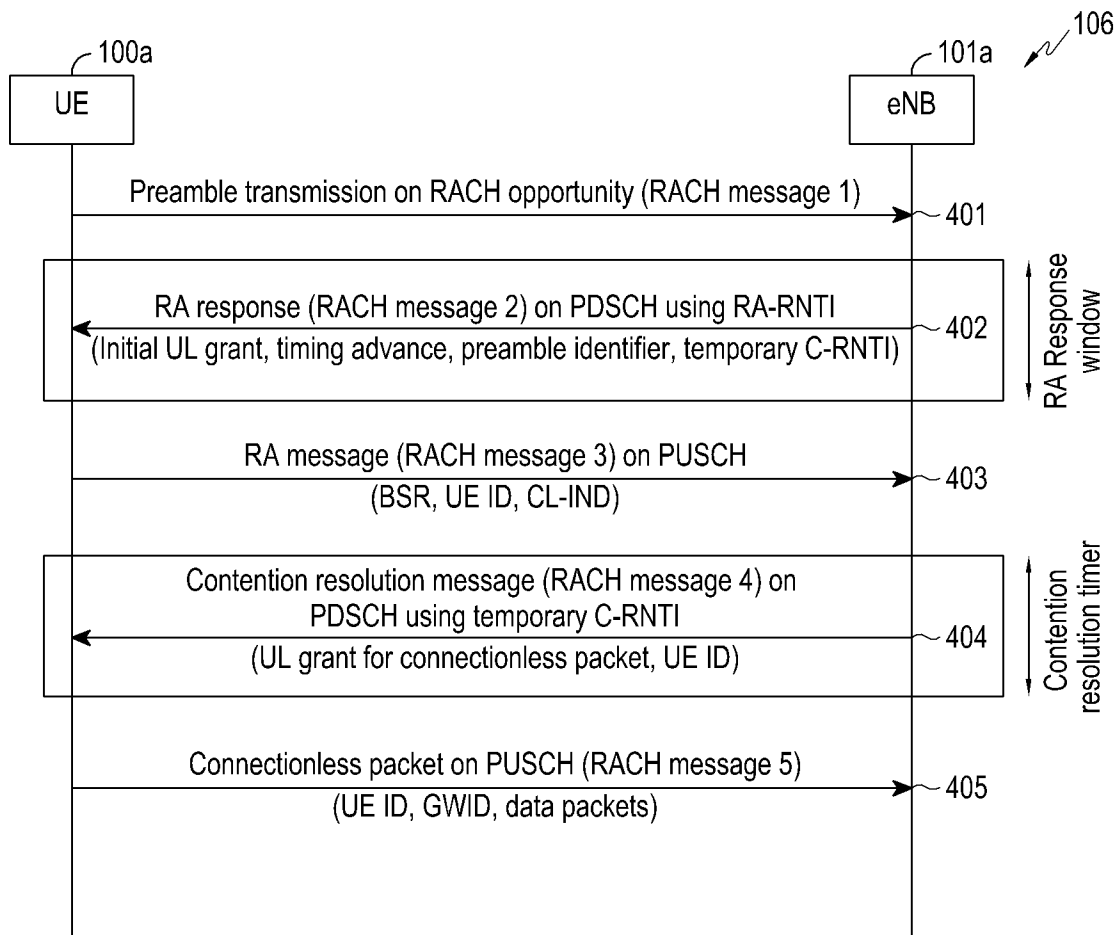 106
100a
101a
UE
eNB
Preamble transmission on RACH opportunity (RACH message 1)
401
RA response (RACH message 2) on PDSCH using RA-RNTI
402
(Initial UL grant, timing advance, preamble identifier, temporary C-RNTI)
RA Response
window
RA message (RACH message 3) on PUSCH
403
(BSR, UE ID, CL-IND)
Contention resolution message (RACH message 4) on
PDSCH using temporary C-RNTI
404
(UL grant for connectionless packet, UE ID)
Contention
resolution timer
Connectionless packet on PUSCH (RACH message 5)
405
(UE ID, GWID, data packets)